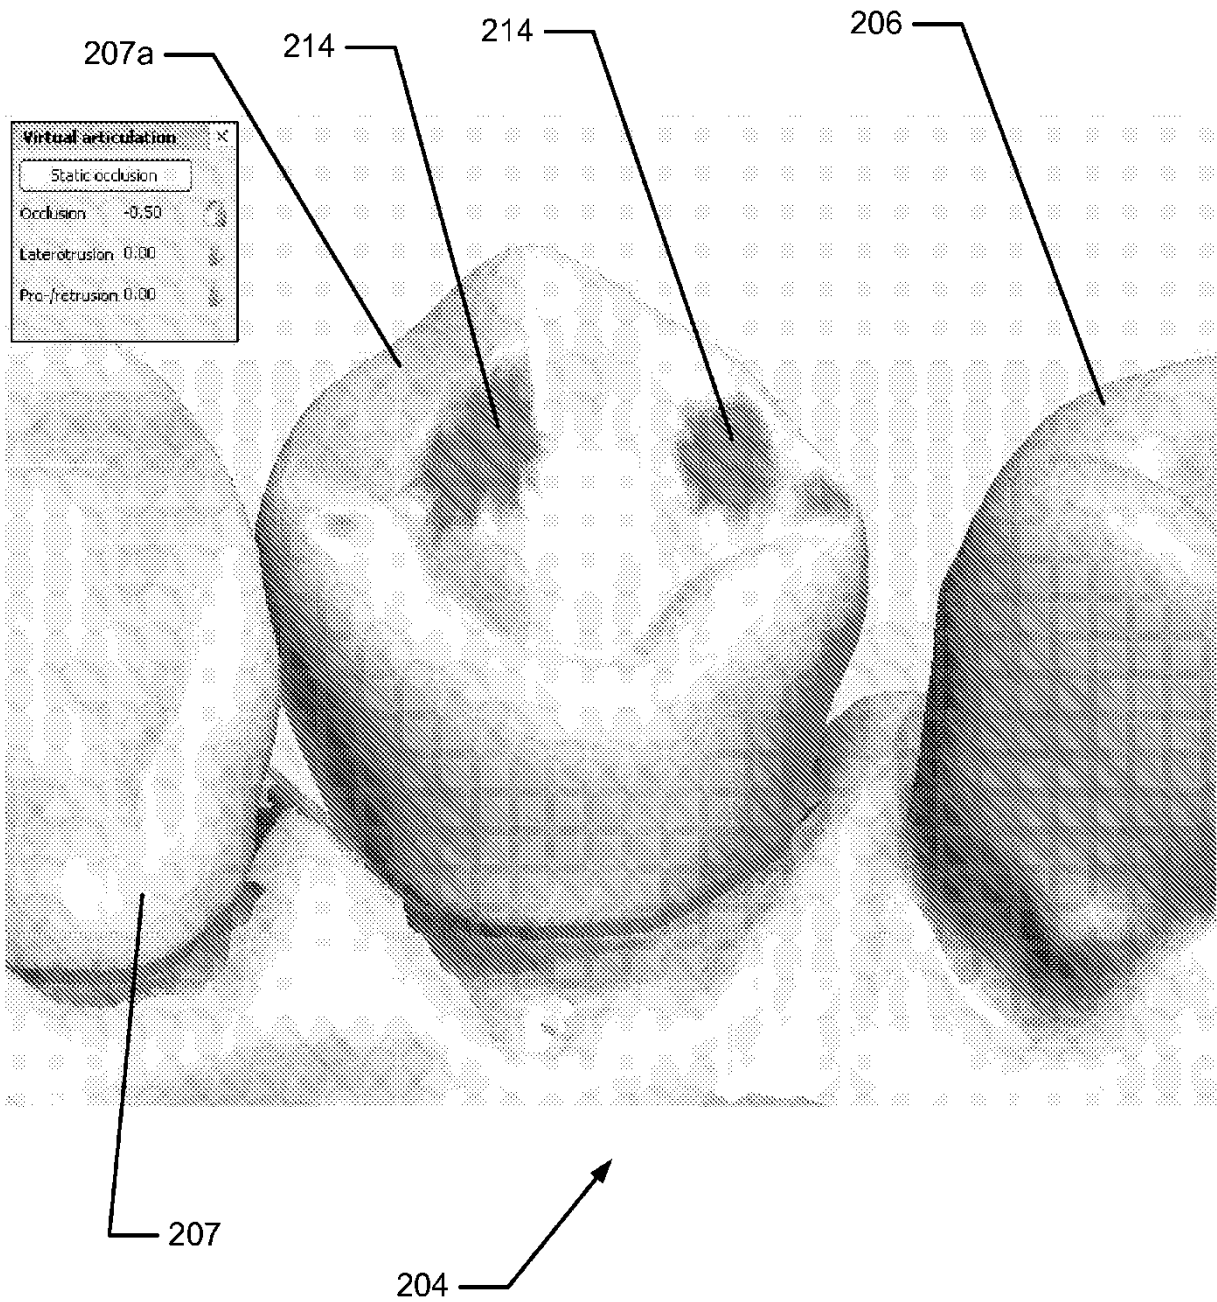 207a
214
214
206
Virtual articulation ×
Static occlusion
Occlusion -0.50
Laterotrusion 0.00
Pro-/retrusion 0.00
207
204